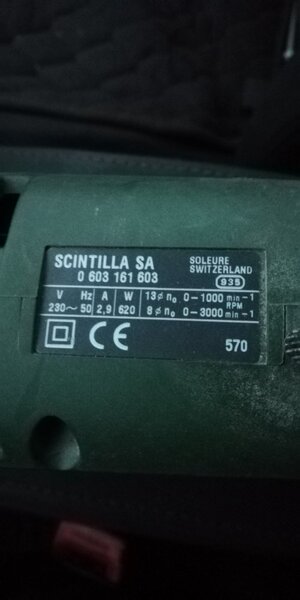 SCINTILLA SA
0 603 161 603
SOLEURE
SWITZERLAND
935
V Hz A W 13 ⌀ n₀ 0–1000 min–1
RPM
230~ 50 2,9 620 8 ⌀ n₀ 0–3000 min–1
CE
570